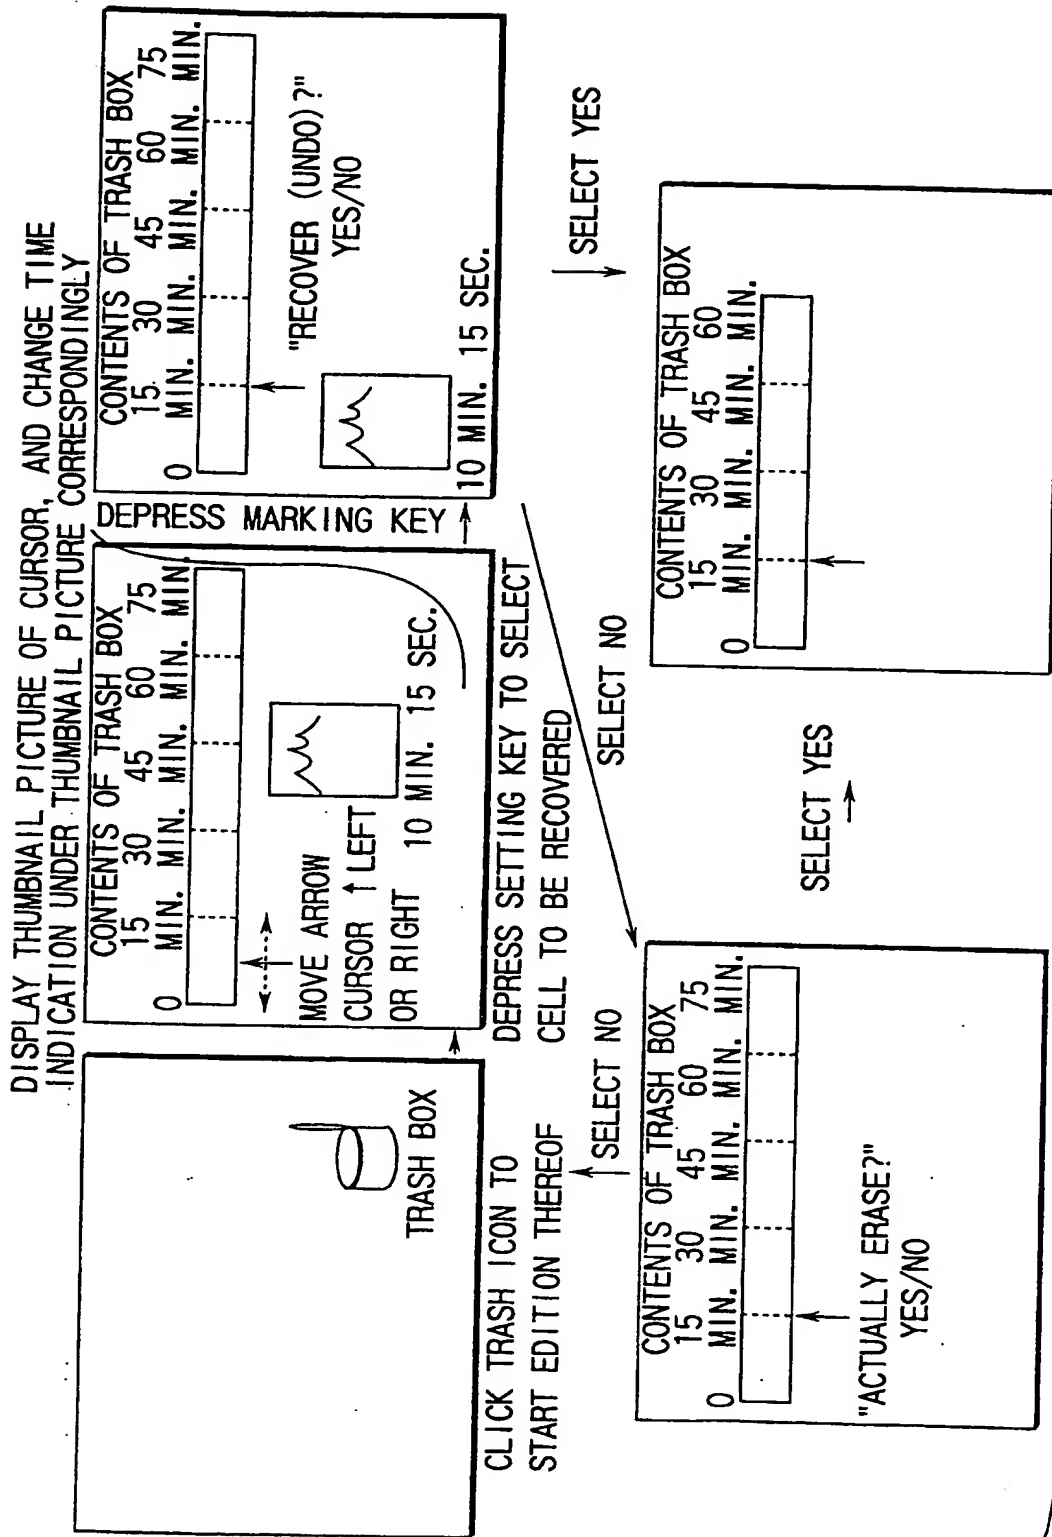 DISPLAY THUMBNAIL PICTURE OF CURSOR, AND CHANGE TIME
INDICATION UNDER THUMBNAIL PICTURE CORRESPONDINGLY
TRASH BOX
CLICK TRASH ICON TO
START EDITION THEREOF
CONTENTS OF TRASH BOX
15 30 45 60 75
0 MIN. MIN. MIN. MIN. MIN.
MOVE ARROW
CURSOR ↑ LEFT
OR RIGHT
10 MIN. 15 SEC.
DEPRESS SETTING KEY TO SELECT
CELL TO BE RECOVERED
DEPRESS MARKING KEY
CONTENTS OF TRASH BOX
15 30 45 60 75
0 MIN. MIN. MIN. MIN. MIN.
"RECOVER (UNDO)?"
YES/NO
10 MIN. 15 SEC.
SELECT YES
SELECT NO
SELECT NO
CONTENTS OF TRASH BOX
15 30 45 60 75
0 MIN. MIN. MIN. MIN. MIN.
"ACTUALLY ERASE?"
YES/NO
SELECT YES
CONTENTS OF TRASH BOX
15 30 45 60
0 MIN. MIN. MIN. MIN.